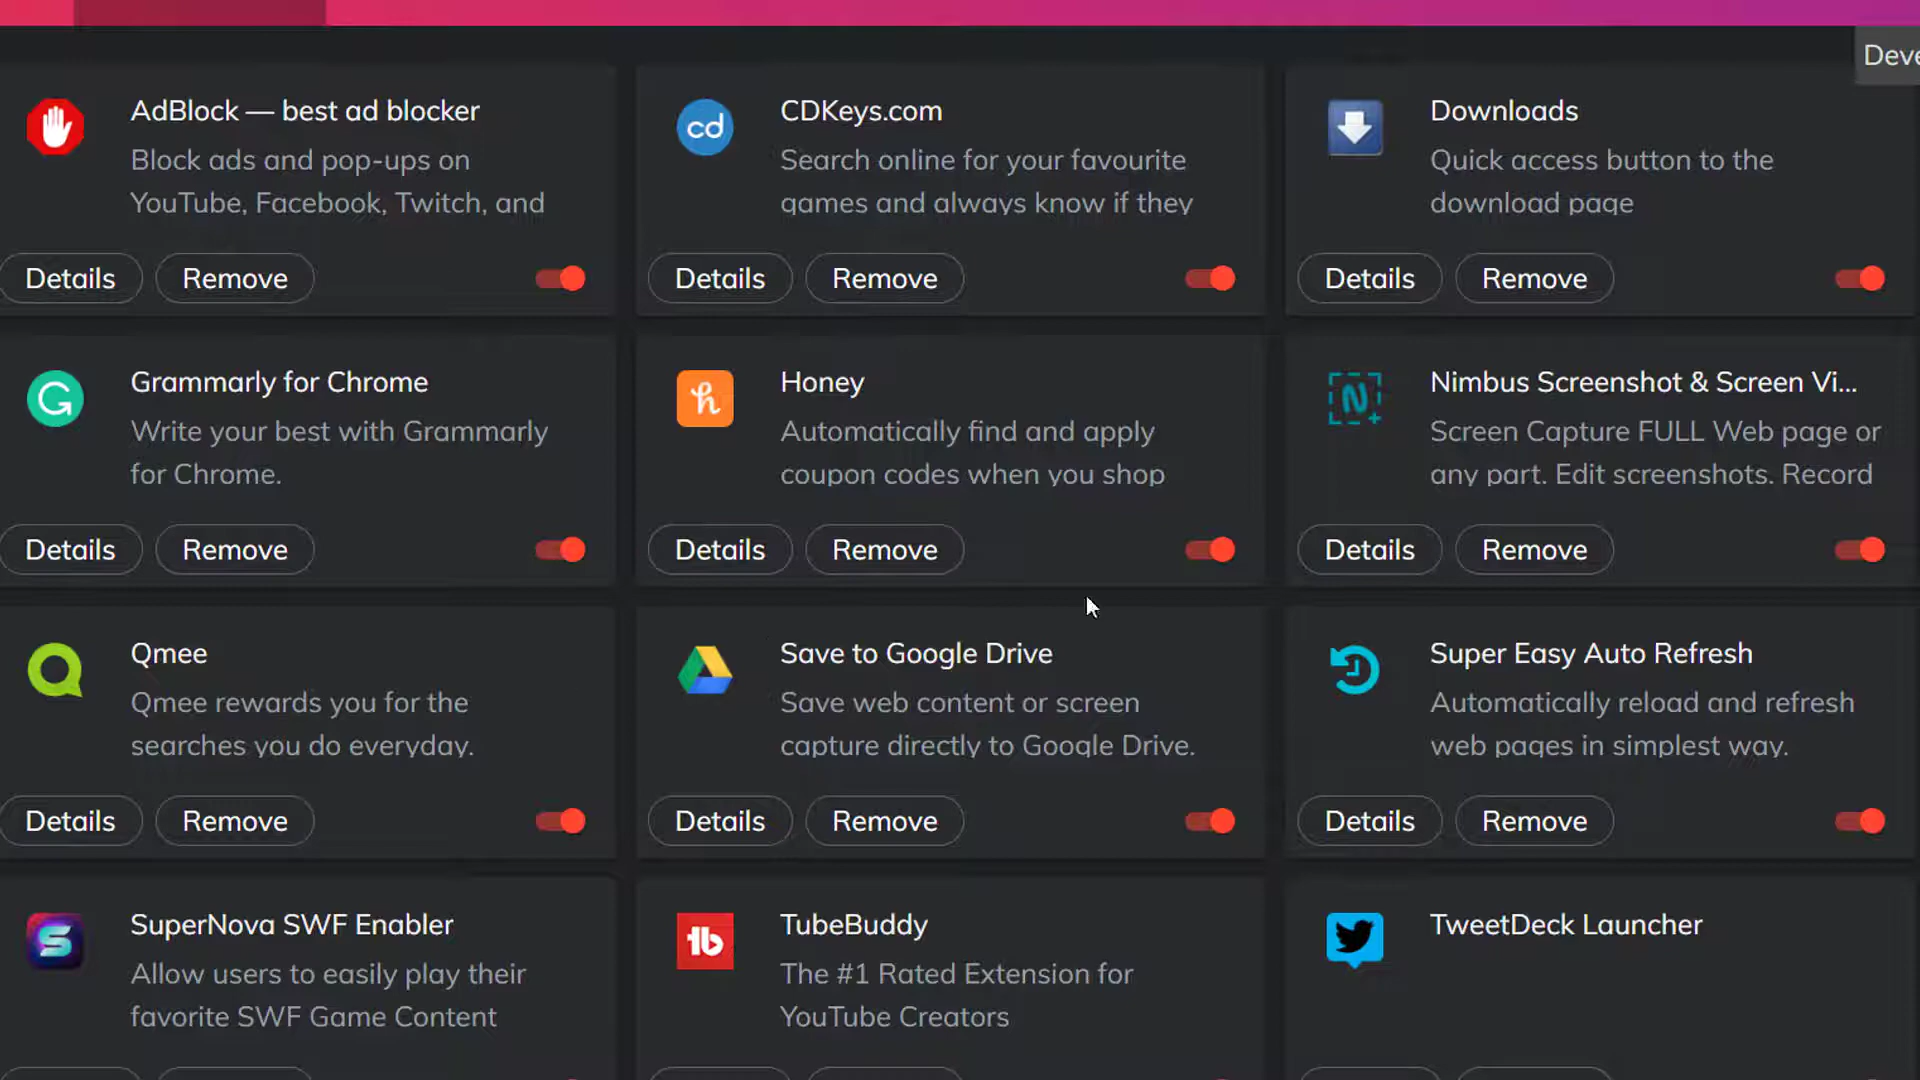 Deve
AdBlock — best ad blocker
Block ads and pop-ups on
YouTube, Facebook, Twitch, and
Details
Remove
cd
CDKeys.com
Search online for your favourite
games and always know if they
Details
Remove
Downloads
Quick access button to the
download page
Details
Remove
Grammarly for Chrome
Write your best with Grammarly
for Chrome.
Details
Remove
h
Honey
Automatically find and apply
coupon codes when you shop
Details
Remove
N
Nimbus Screenshot & Screen Vi...
Screen Capture FULL Web page or
any part. Edit screenshots. Record
Details
Remove
Qmee
Qmee rewards you for the
searches you do everyday.
Details
Remove
Save to Google Drive
Save web content or screen
capture directly to Google Drive.
Details
Remove
Super Easy Auto Refresh
Automatically reload and refresh
web pages in simplest way.
Details
Remove
S
SuperNova SWF Enabler
Allow users to easily play their
favorite SWF Game Content
tb
TubeBuddy
The #1 Rated Extension for
YouTube Creators
TweetDeck Launcher